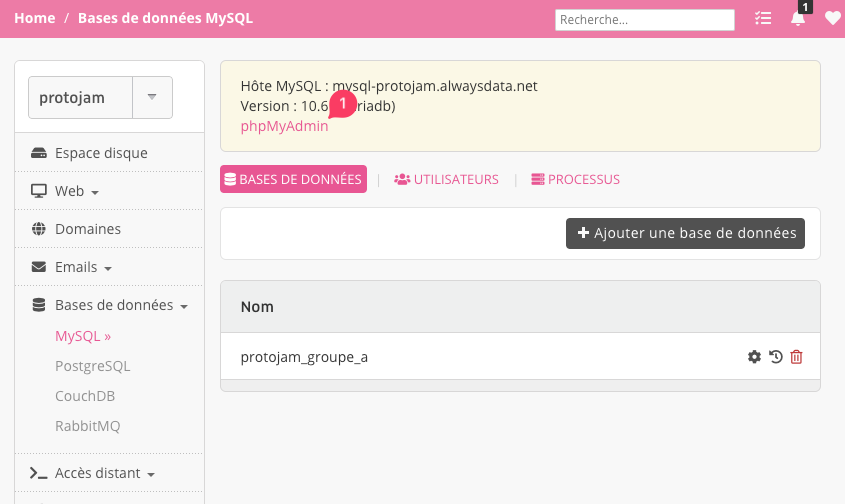 Home / Bases de données MySQL
Recherche...
1
protojam
Espace disque
Web
Domaines
Emails
Bases de données
MySQL »
PostgreSQL
CouchDB
RabbitMQ
Accès distant
Hôte MySQL : mysql-protojam.alwaysdata.net
Version : 10.6 riadb)
1
phpMyAdmin
BASES DE DONNÉES | UTILISATEURS | PROCESSUS
+ Ajouter une base de données
Nom
protojam_groupe_a